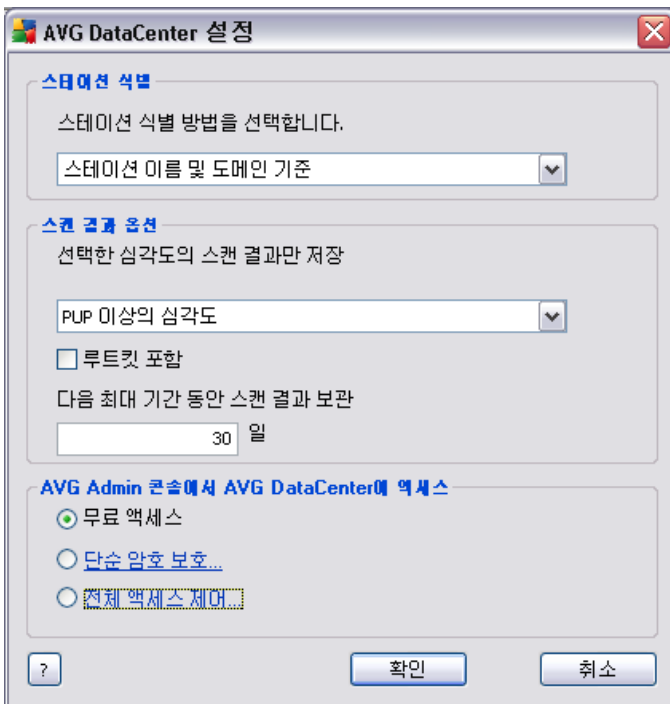 AVG DataCenter 설정
스테이션 식별
스테이션 식별 방법을 선택합니다.
스테이션 이름 및 도메인 기준
스캔 결과 옵션
선택한 심각도의 스캔 결과만 저장
PUP 이상의 심각도
루트킷 포함
다음 최대 기간 동안 스캔 결과 보관
30 일
AVG Admin 콘솔에서 AVG DataCenter에 액세스
무료 액세스
단순 암호 보호...
전체 액세스 제어...
? 확인 취소